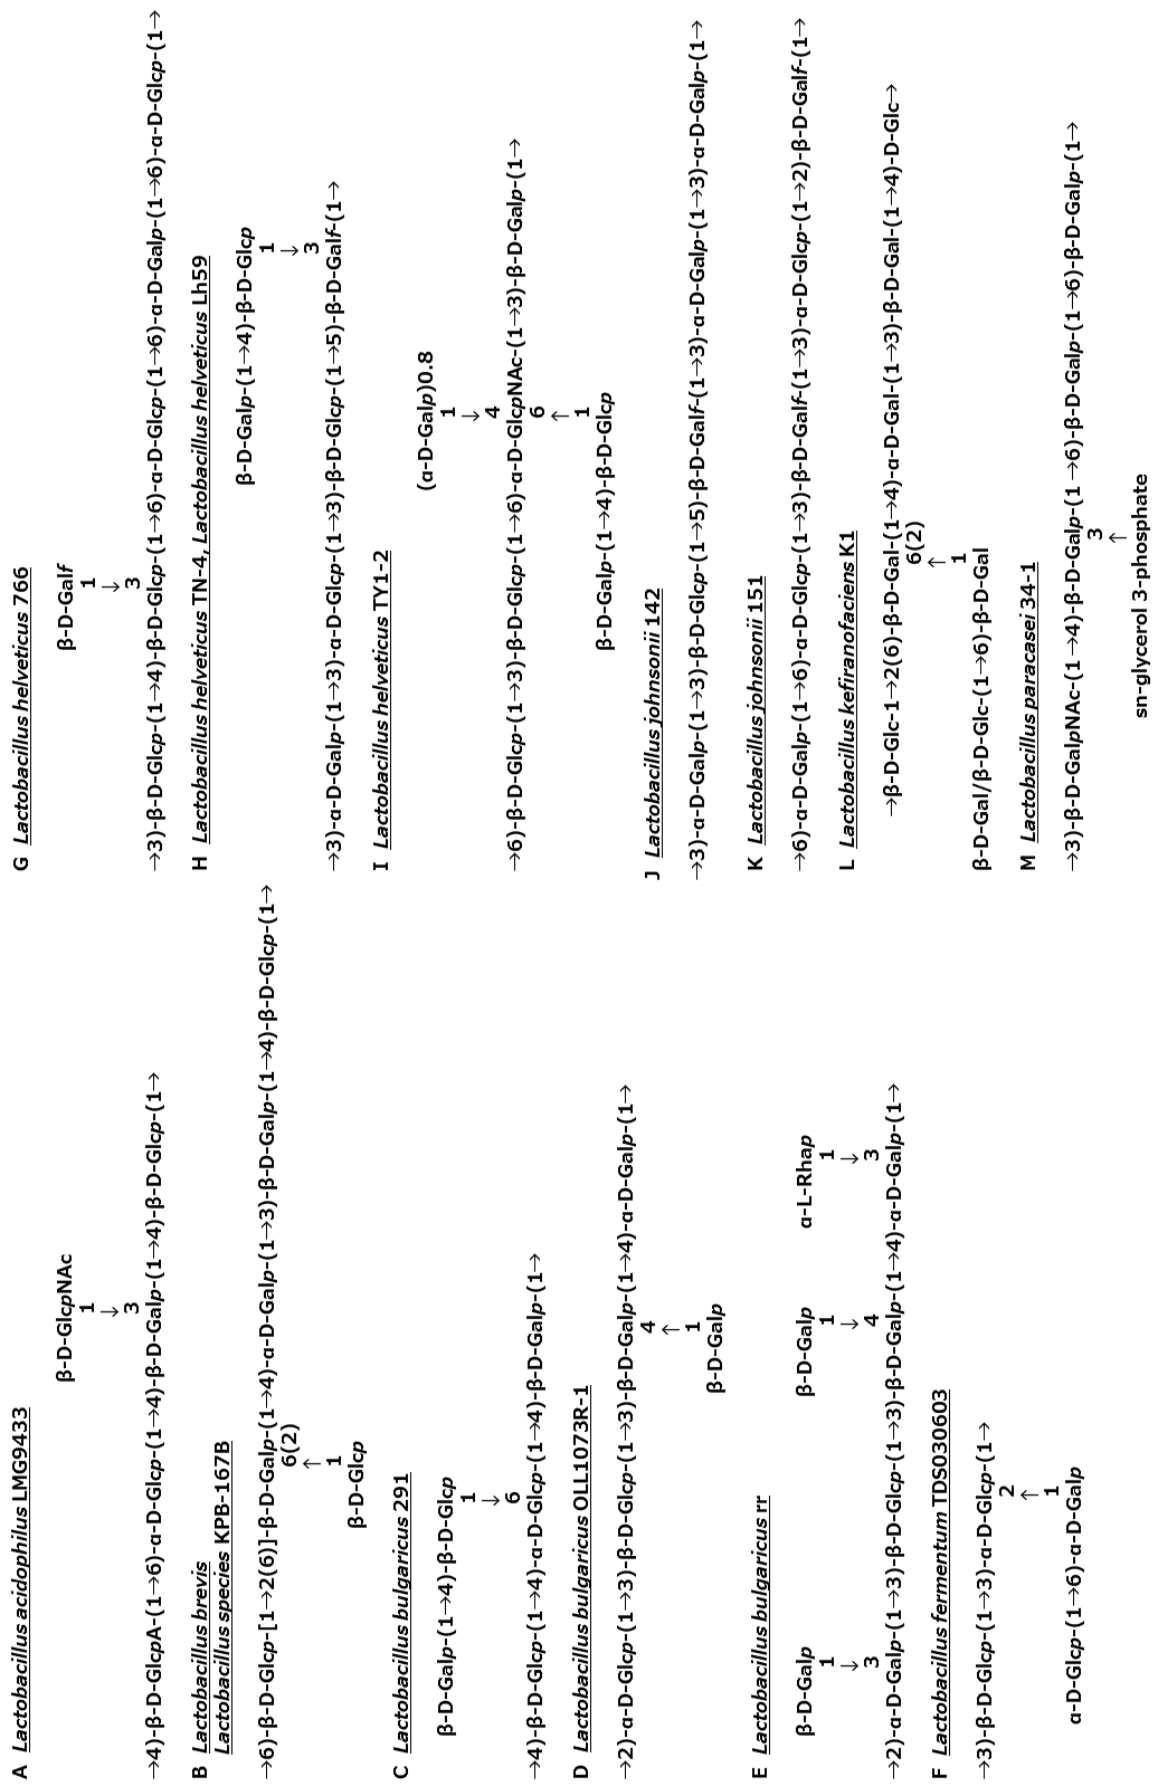 A Lactobacillus acidophilus LMG9433
β-D-GlcpNAc
1
↓
3
→4)-β-D-GlcpA-(1→6)-α-D-Glcp-(1→4)-β-D-Galp-(1→4)-β-D-Glcp-(1→
B Lactobacillus brevis
Lactobacillus species KPB-167B
→6)-β-D-Glcp-[1→2(6)]-β-D-Galp-(1→4)-α-D-Galp-(1→3)-β-D-Galp-(1→4)-β-D-Glcp-(1→
6(2)
↑
1
β-D-Glcp
C Lactobacillus bulgaricus 291
β-D-Galp-(1→4)-β-D-Glcp
1
↓
6
→4)-β-D-Glcp-(1→4)-α-D-Glcp-(1→4)-β-D-Galp-(1→
D Lactobacillus bulgaricus OLL1073R-1
→2)-α-D-Glcp-(1→3)-β-D-Glcp-(1→3)-β-D-Galp-(1→4)-α-D-Galp-(1→
4
↑
1
β-D-Galp
E Lactobacillus bulgaricus rr
β-D-Galp β-D-Galp α-L-Rhap
1 1 1
↓ ↓ ↓
3 4 3
→2)-α-D-Galp-(1→3)-β-D-Glcp-(1→3)-β-D-Galp-(1→4)-α-D-Galp-(1→
F Lactobacillus fermentum TDS030603
→3)-β-D-Glcp-(1→3)-α-D-Glcp-(1→
2
↑
1
α-D-Glcp-(1→6)-α-D-Galp
G Lactobacillus helveticus 766
β-D-Galf
1
↓
3
→3)-β-D-Glcp-(1→4)-β-D-Glcp-(1→6)-α-D-Glcp-(1→6)-α-D-Galp-(1→6)-α-D-Glcp-(1→
H Lactobacillus helveticus TN-4, Lactobacillus helveticus Lh59
β-D-Galp-(1→4)-β-D-Glcp
1
↓
3
→3)-α-D-Galp-(1→3)-α-D-Glcp-(1→3)-β-D-Glcp-(1→5)-β-D-Galf-(1→
I Lactobacillus helveticus TY1-2
(α-D-Galp)0.8
1
↓
4
→6)-β-D-Glcp-(1→3)-β-D-Glcp-(1→6)-α-D-GlcpNAc-(1→3)-β-D-Galp-(1→
6
↑
1
β-D-Galp-(1→4)-β-D-Glcp
J Lactobacillus johnsonii 142
→3)-α-D-Galp-(1→3)-β-D-Glcp-(1→5)-β-D-Galf-(1→3)-α-D-Galp-(1→3)-α-D-Galp-(1→
K Lactobacillus johnsonii 151
→6)-α-D-Galp-(1→6)-α-D-Glcp-(1→3)-β-D-Galf-(1→3)-α-D-Glcp-(1→2)-β-D-Galf-(1→
L Lactobacillus kefiranofaciens K1
→β-D-Glc-1→2(6)-β-D-Gal-(1→4)-α-D-Gal-(1→3)-β-D-Gal-(1→4)-D-Glc→
6(2)
↑
1
β-D-Gal/β-D-Glc-(1→6)-β-D-Gal
M Lactobacillus paracasei 34-1
→3)-β-D-GalpNAc-(1→4)-β-D-Galp-(1→6)-β-D-Galp-(1→6)-β-D-Galp-(1→
3
↑
sn-glycerol 3-phosphate